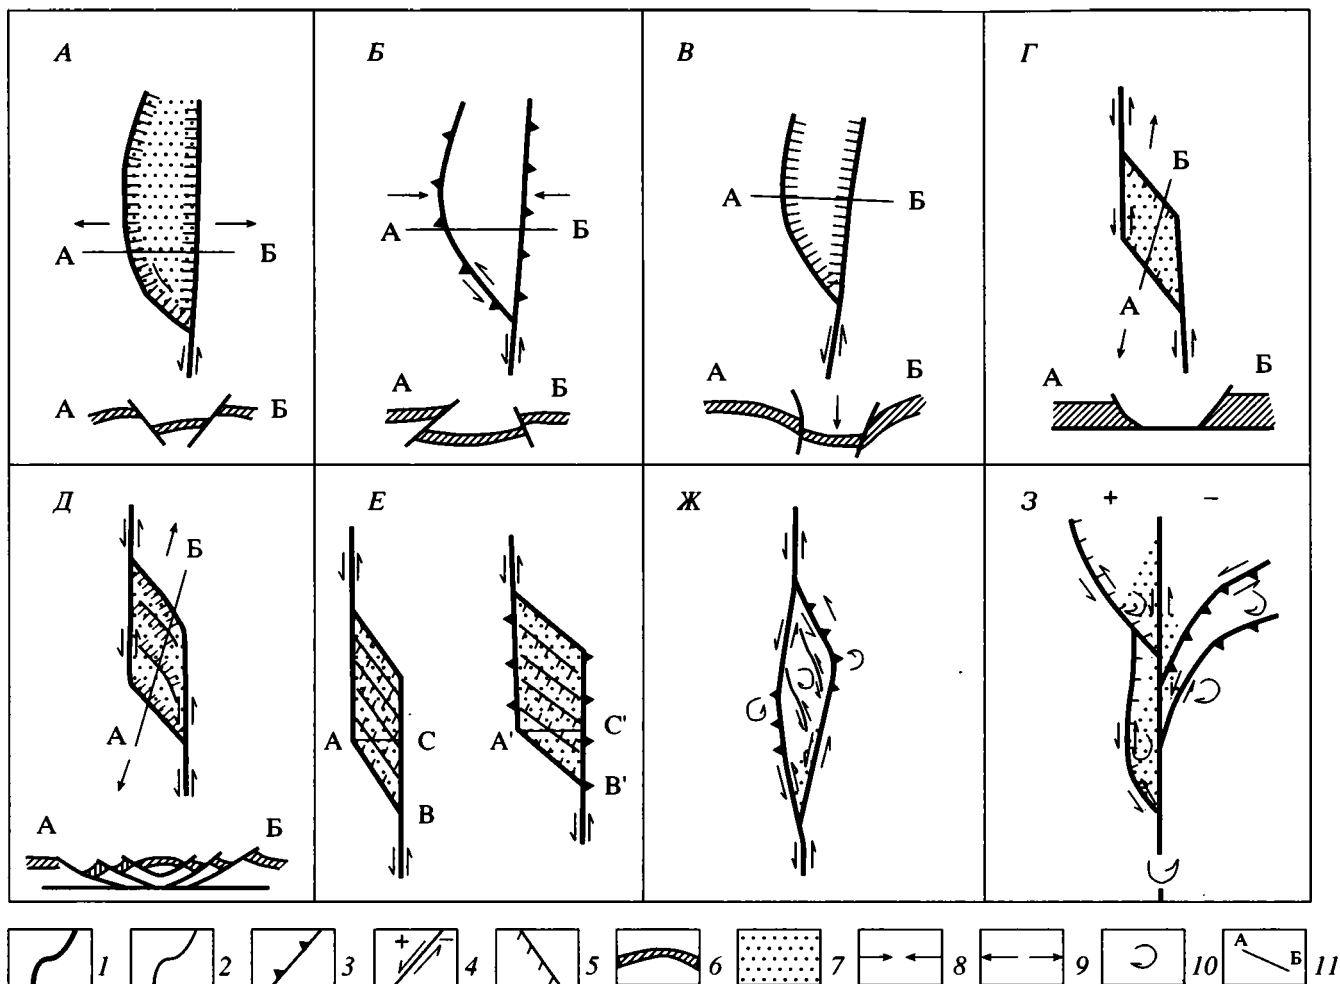 А Б В Г
Б
А Б А Б А Б
А
А Б А Б А Б А Б
Д Е Ж З + −
Б
А А С А' С'
В В'
А Б
+ − А Б
1 2 3 4 5 6 7 8 9 10 11